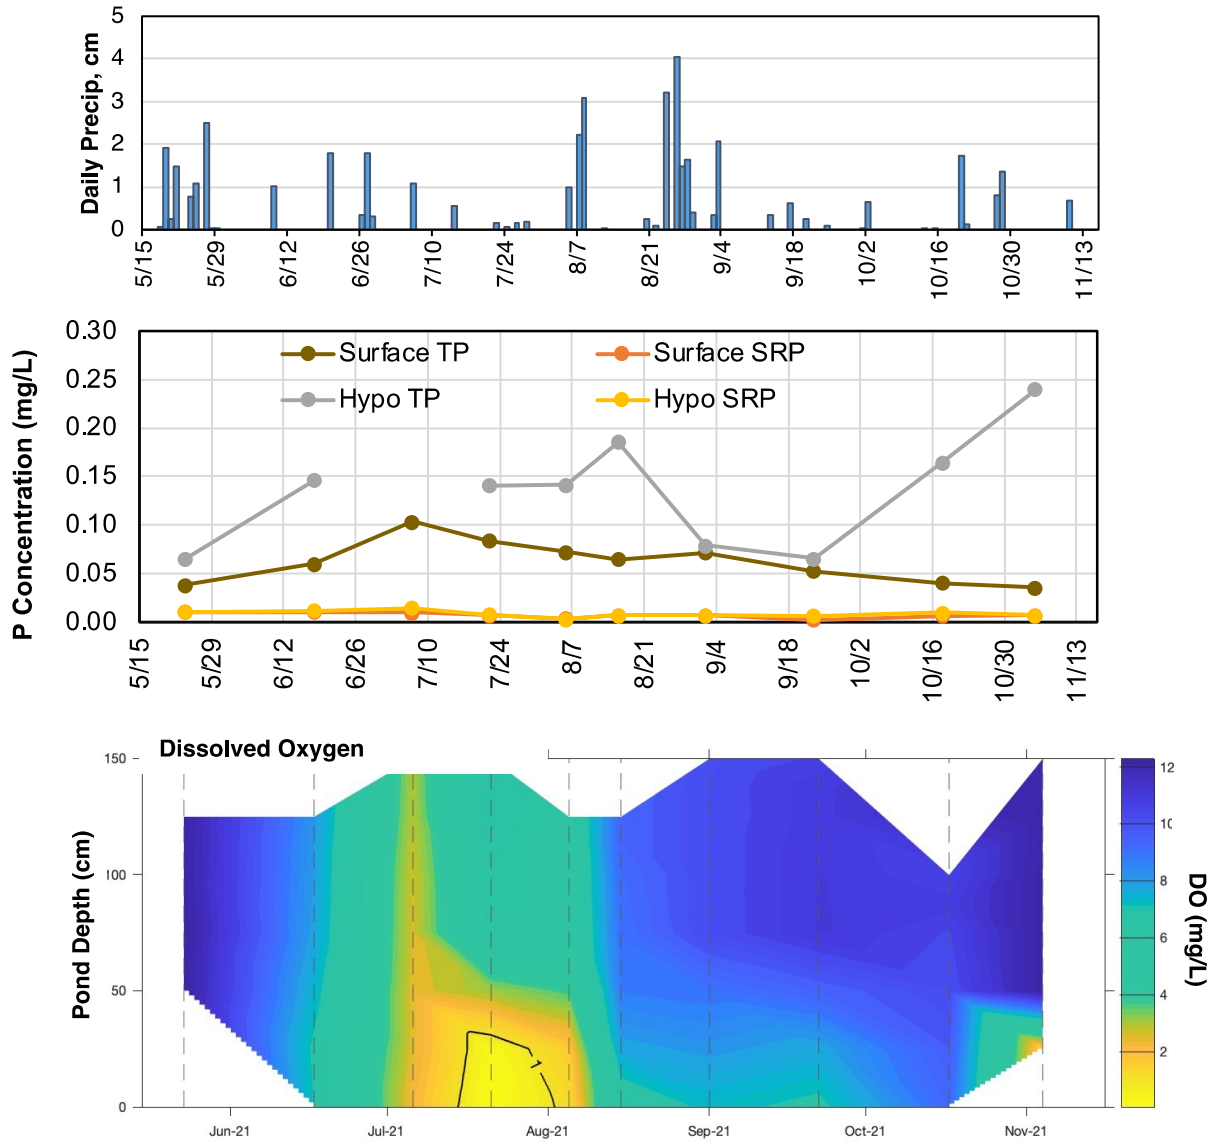 Daily Precip, cm
5
4
3
2
1
0
5/15 5/29 6/12 6/26 7/10 7/24 8/7 8/21 9/4 9/18 10/2 10/16 10/30 11/13
P Concentration (mg/L)
0.30
0.25
0.20
0.15
0.10
0.05
0.00
Surface TP Surface SRP
Hypo TP Hypo SRP
5/15 5/29 6/12 6/26 7/10 7/24 8/7 8/21 9/4 9/18 10/2 10/16 10/30 11/13
Dissolved Oxygen
Pond Depth (cm)
150
100
50
0
1
Jun-21 Jul-21 Aug-21 Sep-21 Oct-21 Nov-21
12
10
8
6
4
2
DO (mg/L)